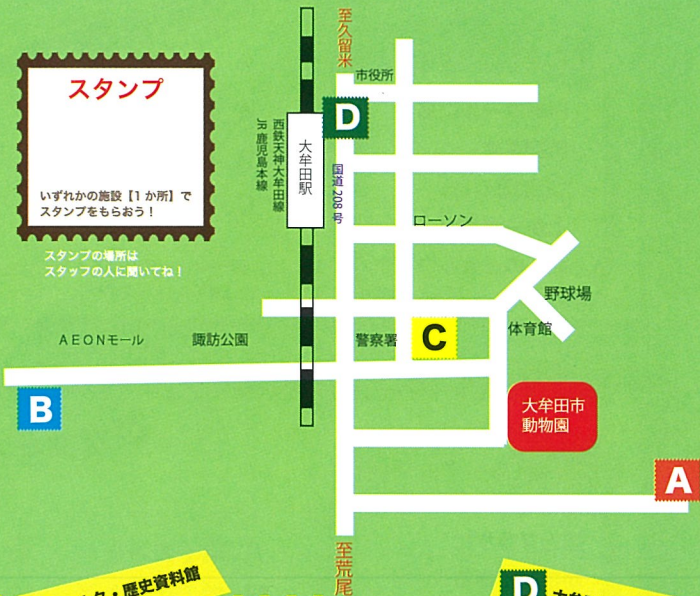 至久留米
市役所
スタンプ
D
西鉄天神大牟田線
JR鹿児島本線
大牟田駅
国道208号
いずれかの施設【1か所】で
スタンプをもらおう！
ローソン
スタンプの場所は
スタッフの人に聞いてね！
野球場
体育館
AEONモール
諏訪公園
警察署
C
B
大牟田市
動物園
A
至荒尾
・歴史資料館
D